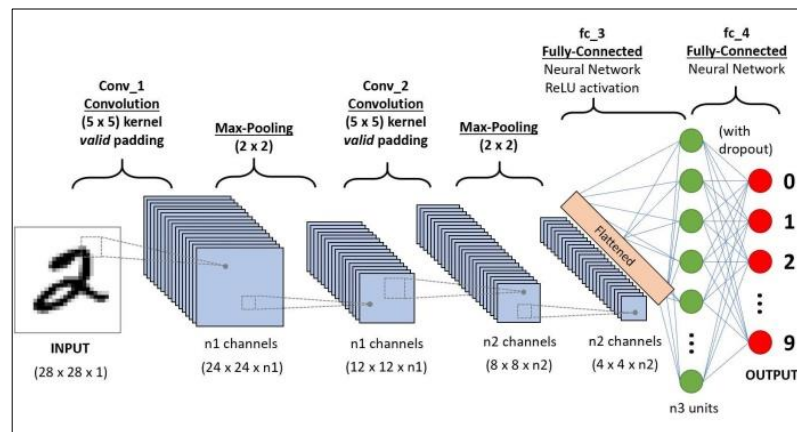 fc_3
Fully-Connected
Neural Network
ReLU activation
fc_4
Fully-Connected
Neural Network
Conv_1
Convolution
(5 x 5) kernel
valid padding
Max-Pooling
(2 x 2)
Conv_2
Convolution
(5 x 5) kernel
valid padding
Max-Pooling
(2 x 2)
(with
dropout)
Flattened
0
1
2
⋮
9
⋮
INPUT
(28 x 28 x 1)
n1 channels
(24 x 24 x n1)
n1 channels
(12 x 12 x n1)
n2 channels
(8 x 8 x n2)
n2 channels
(4 x 4 x n2)
n3 units
OUTPUT